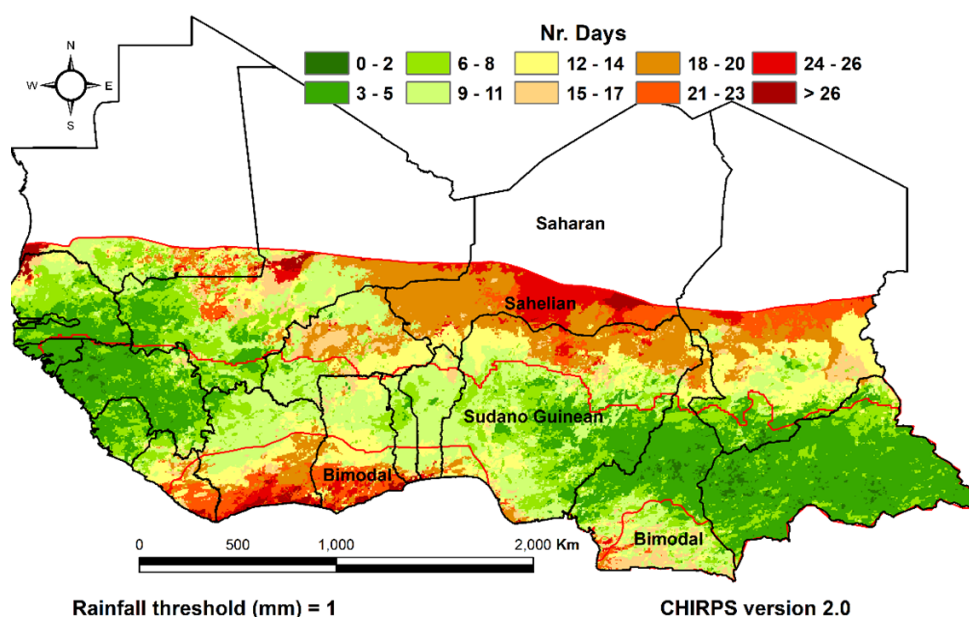 Nr. Days
N
W
E
S
0 - 2
6 - 8
12 - 14
18 - 20
24 - 26
3 - 5
9 - 11
15 - 17
21 - 23
> 26
Saharan
Sahelian
Sudano Guinean
Bimodal
Bimodal
0 500 1,000 2,000 Km
Rainfall threshold (mm) = 1
CHIRPS version 2.0